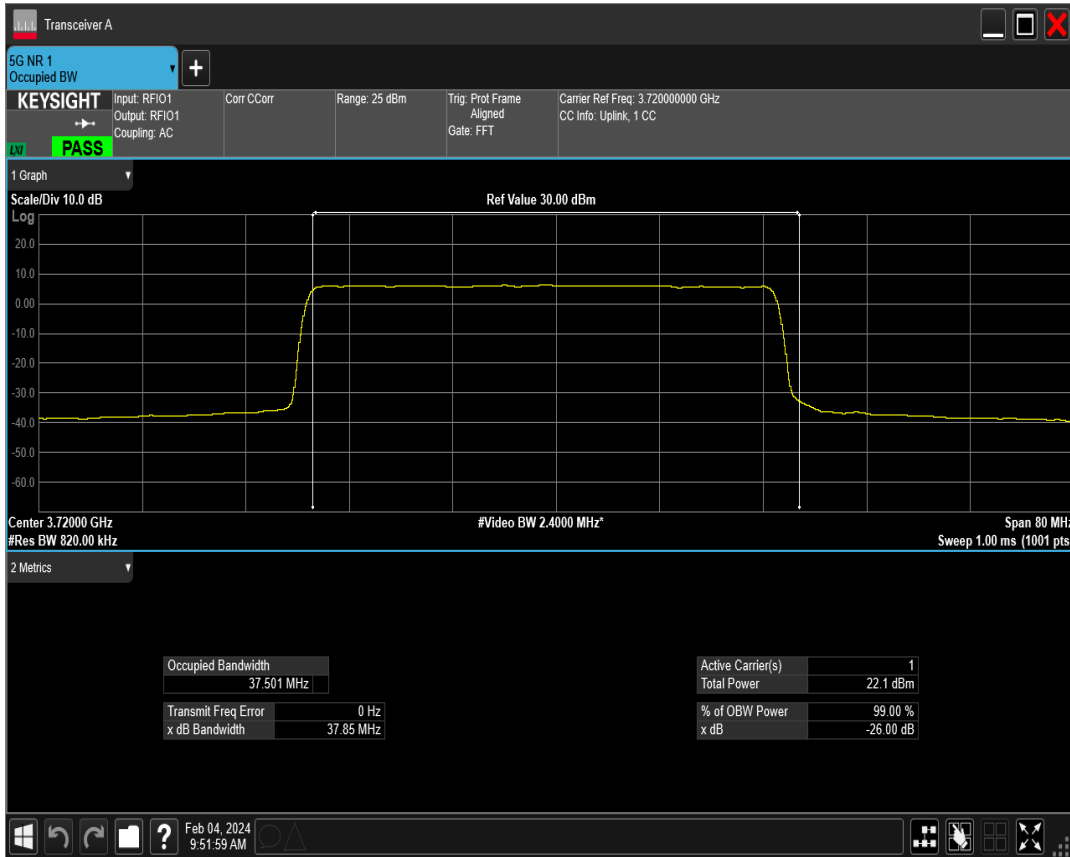 Transceiver A
5G NR 1
Occupied BW
KEYSIGHT
LXI
PASS
Input: RFIO1
Output: RFIO1
Coupling: AC
Corr CCorr
Range: 25 dBm
Trig: Prot Frame
Aligned
Gate: FFT
Carrier Ref Freq: 3.720000000 GHz
CC Info: Uplink, 1 CC
1 Graph
Scale/Div 10.0 dB
Ref Value 30.00 dBm
Log
20.0
10.0
0.00
-10.0
-20.0
-30.0
-40.0
-50.0
-60.0
Center 3.72000 GHz
#Video BW 2.4000 MHz*
Span 80 MHz
#Res BW 820.00 kHz
Sweep 1.00 ms (1001 pts
2 Metrics
Occupied Bandwidth
37.501 MHz
Transmit Freq Error 0 Hz
x dB Bandwidth 37.85 MHz
Active Carrier(s) 1
Total Power 22.1 dBm
% of OBW Power 99.00 %
x dB -26.00 dB
Feb 04, 2024
9:51:59 AM